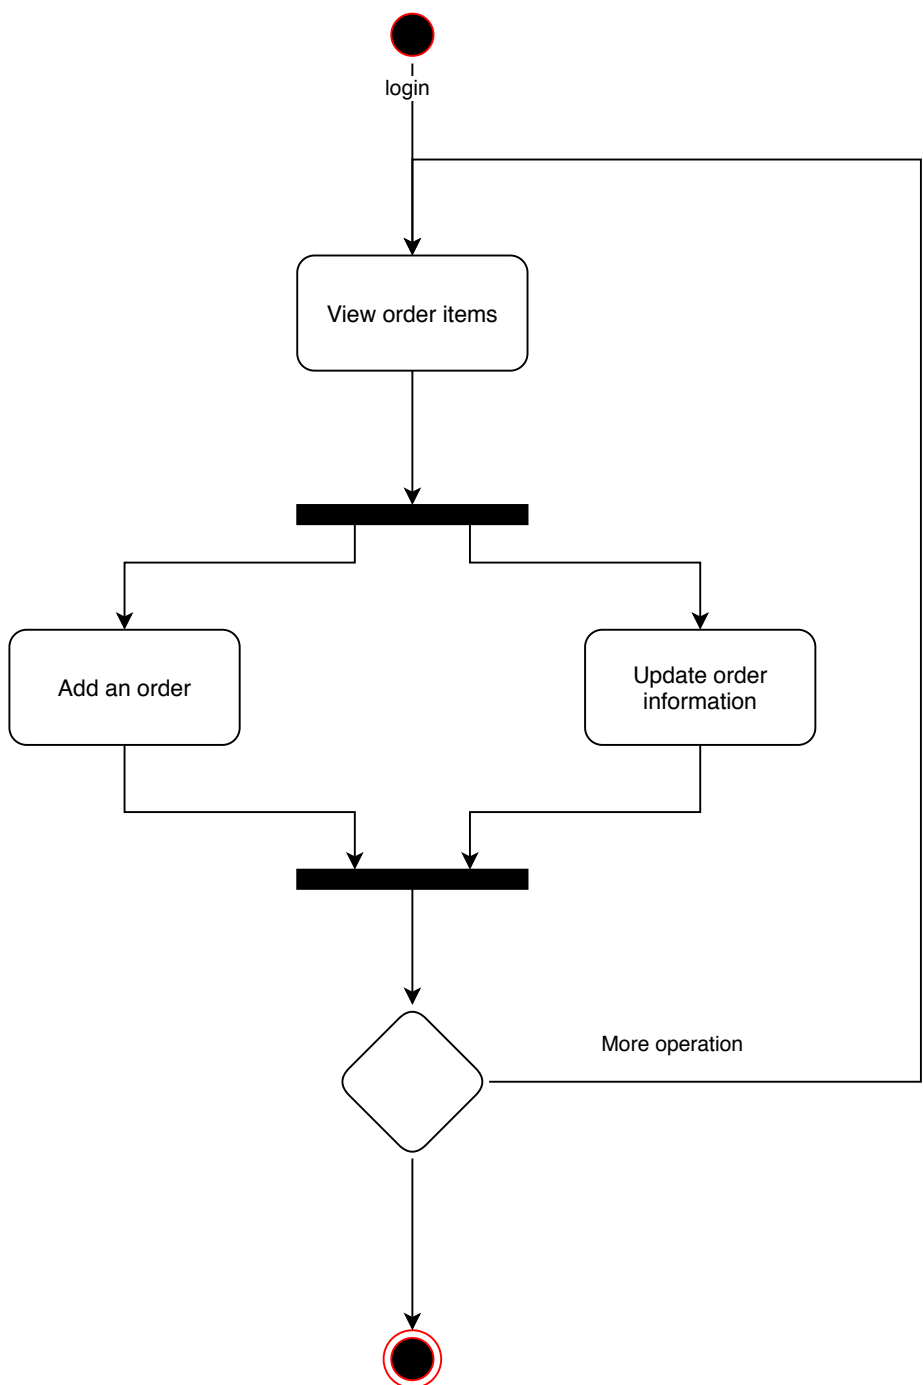 login
View order items
Add an order
Update order
information
More operation